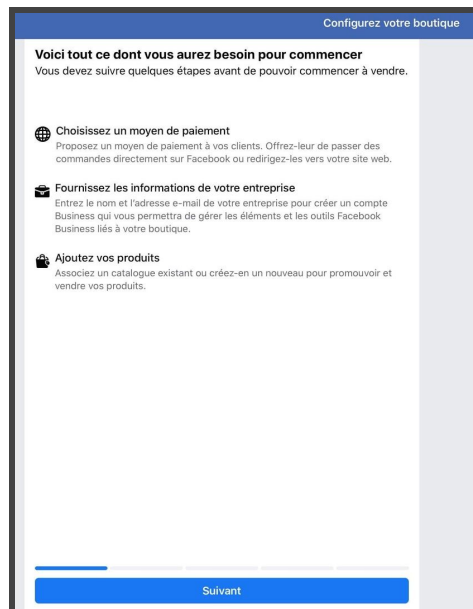 Configurez votre boutique
Voici tout ce dont vous aurez besoin pour commencer
Vous devez suivre quelques étapes avant de pouvoir commencer à vendre.
Choisissez un moyen de paiement
Proposez un moyen de paiement à vos clients. Offrez-leur de passer des
commandes directement sur Facebook ou redirigez-les vers votre site web.
Fournissez les informations de votre entreprise
Entrez le nom et l'adresse e-mail de votre entreprise pour créer un compte
Business qui vous permettra de gérer les éléments et les outils Facebook
Business liés à votre boutique.
Ajoutez vos produits
Associez un catalogue existant ou créez-en un nouveau pour promouvoir et
vendre vos produits.
Suivant